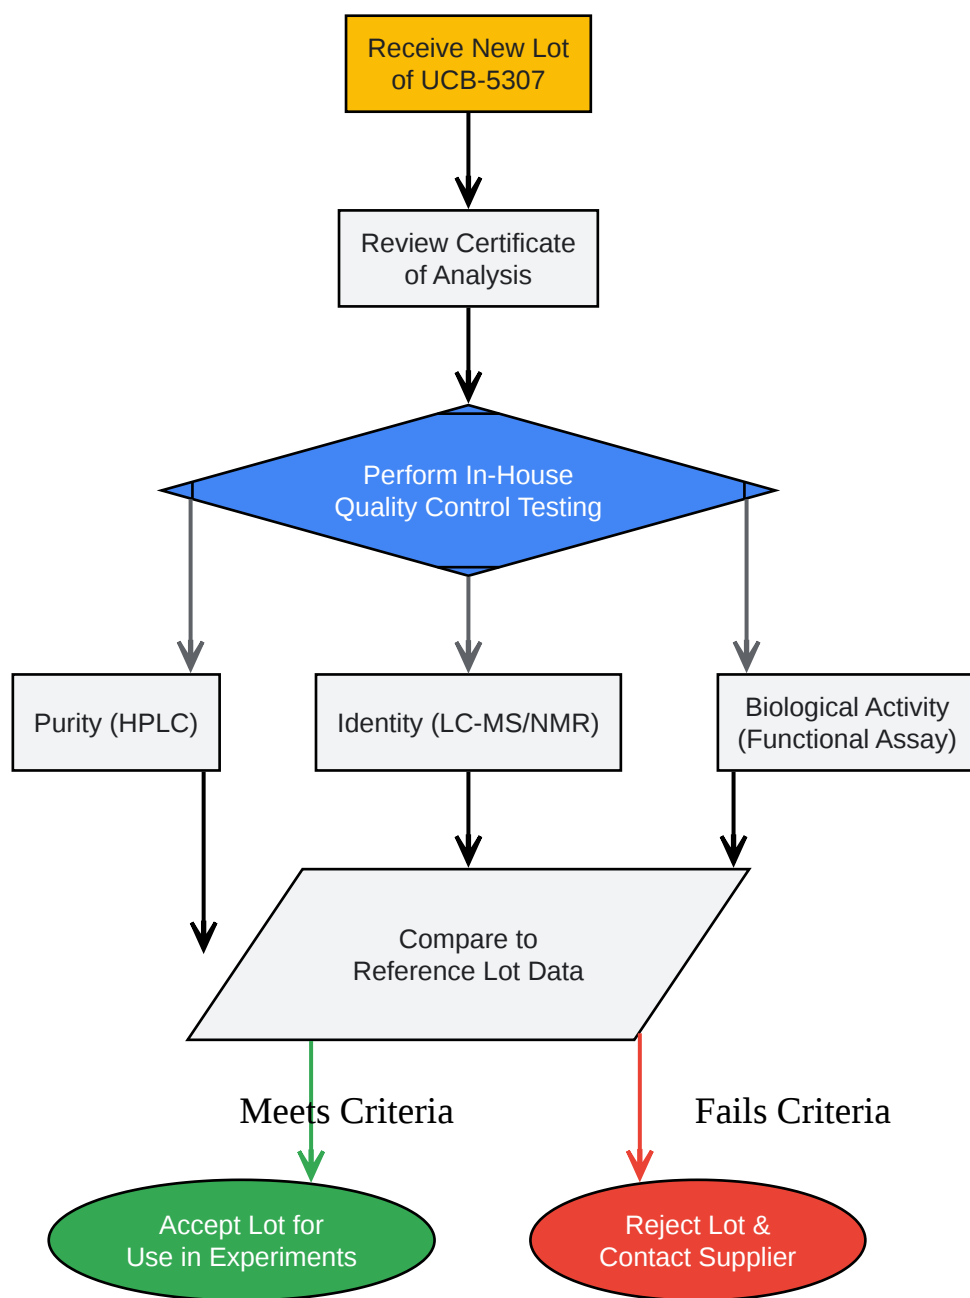 Receive New Lot
of UCB-5307
Review Certificate
of Analysis
Perform In-House
Quality Control Testing
Purity (HPLC)
Identity (LC-MS/NMR)
Biological Activity
(Functional Assay)
Compare to
Reference Lot Data
Meets Criteria
Fails Criteria
Accept Lot for
Use in Experiments
Reject Lot &
Contact Supplier